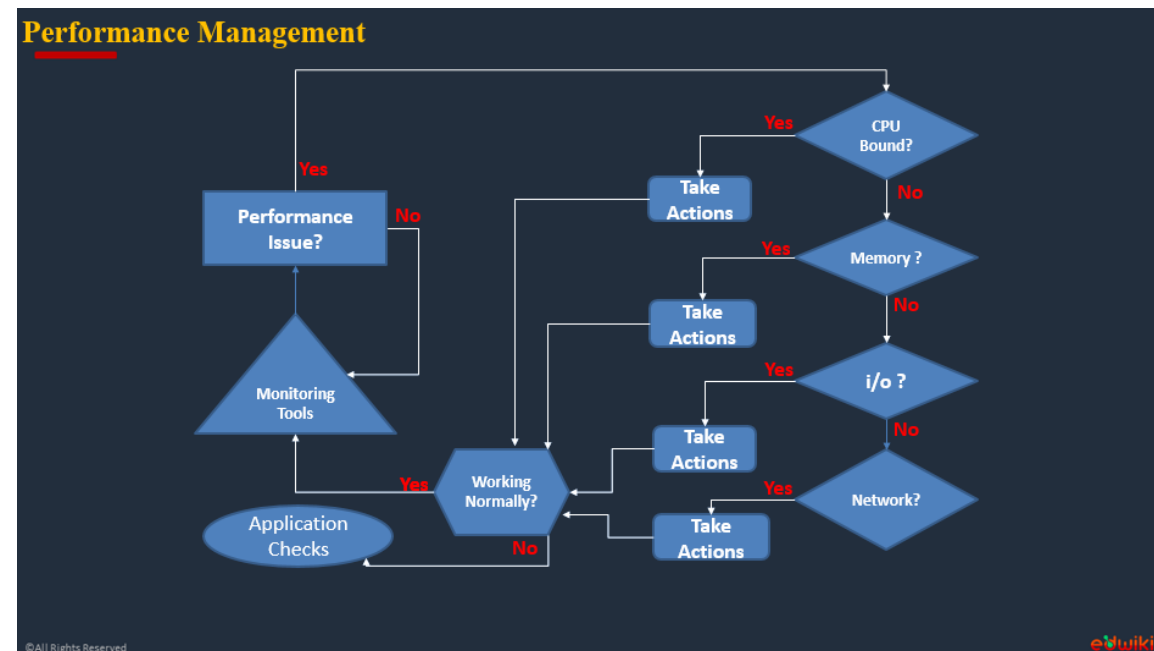 Performance Management
Yes
CPU
Bound?
Yes
Take
Actions
No
Performance
Issue?
No
Yes
Memory ?
Take
Actions
No
Yes
i/o ?
Monitoring
Tools
Take
Actions
No
Yes
Working
Normally?
Yes
Network?
Application
Checks
No
Take
Actions
©All Rights Reserved
edwiki